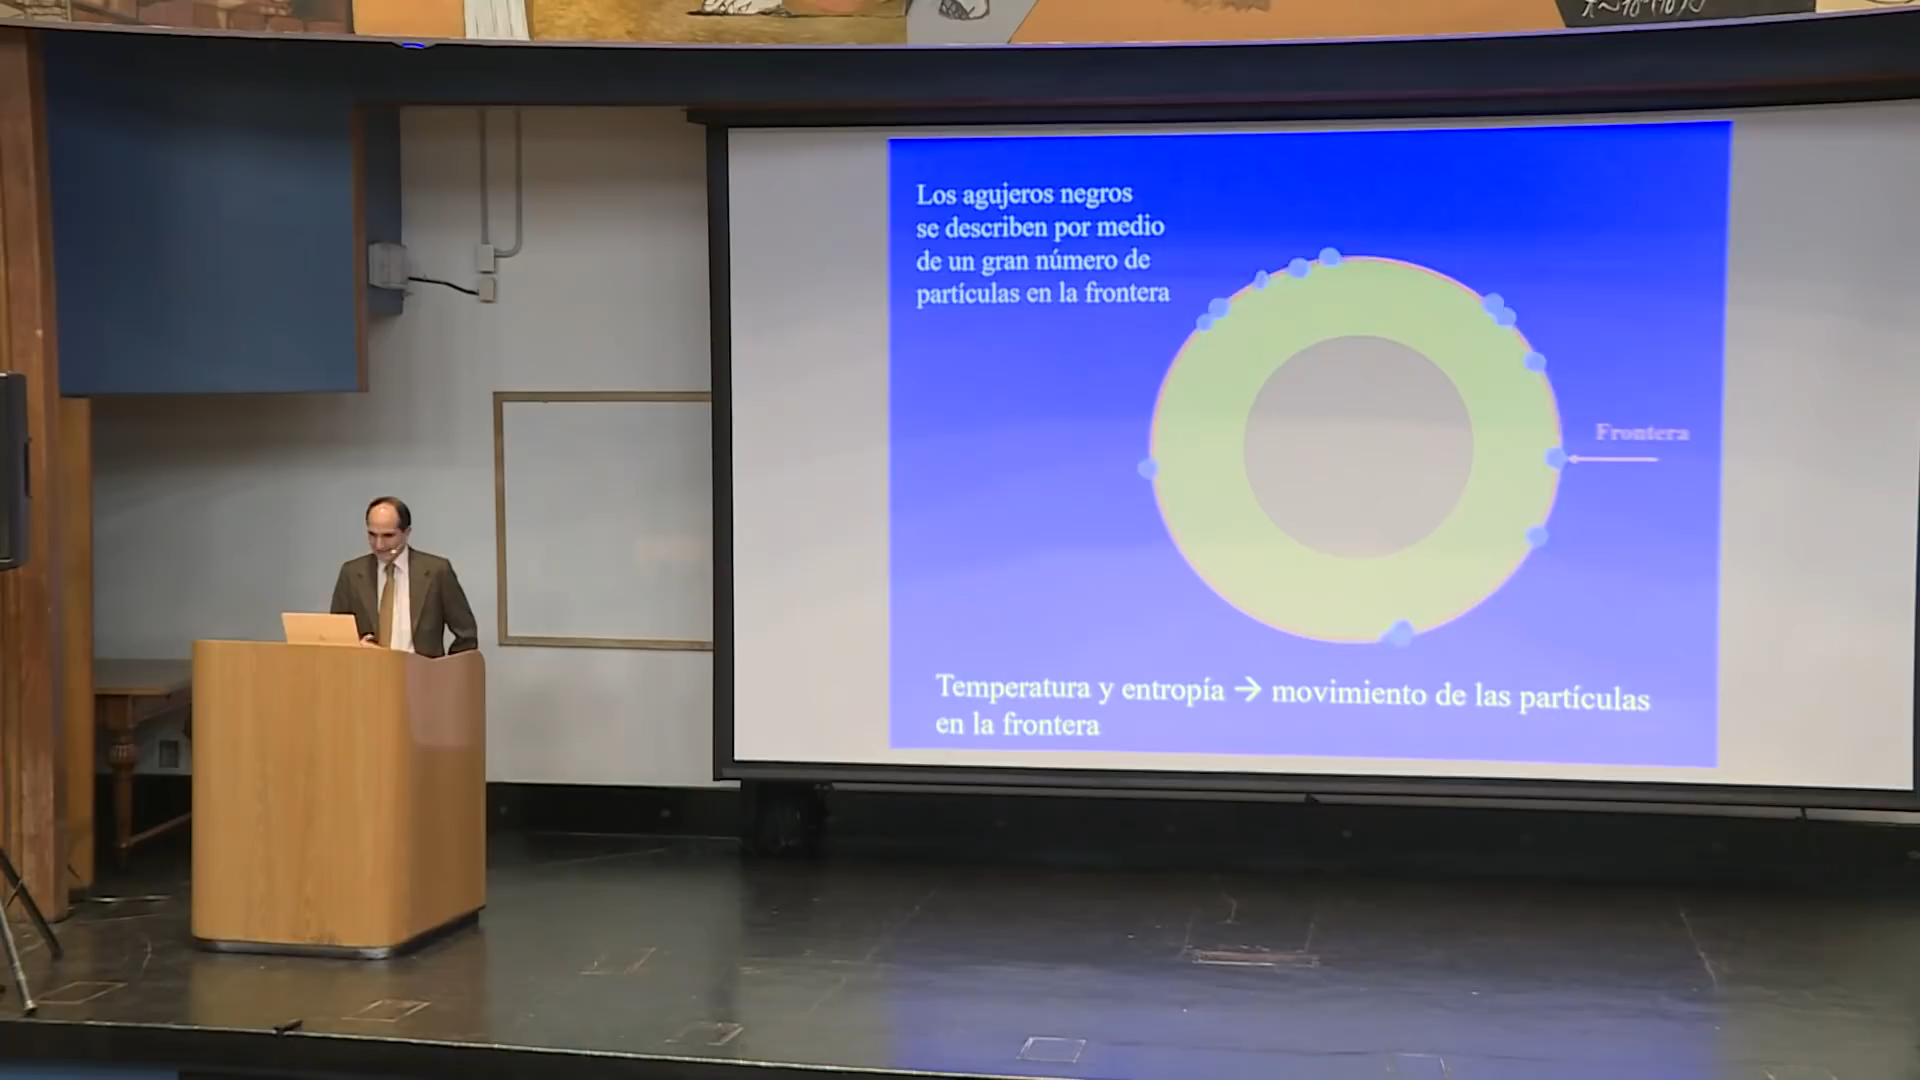 Los agujeros negros
se describen por medio
de un gran número de
partículas en la frontera
Frontera
Temperatura y entropía → movimiento de las partículas
en la frontera